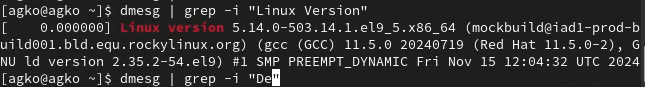 [agko@agko ~]$ dmesg | grep -i "Linux Version"
[    0.000000] Linux version 5.14.0-503.14.1.el9_5.x86_64 (mockbuild@iad1-prod-b
uild001.bld.equ.rockylinux.org) (gcc (GCC) 11.5.0 20240719 (Red Hat 11.5.0-2), G
NU ld version 2.35.2-54.el9) #1 SMP PREEMPT_DYNAMIC Fri Nov 15 12:04:32 UTC 2024
[agko@agko ~]$ dmesg | grep -i "De"